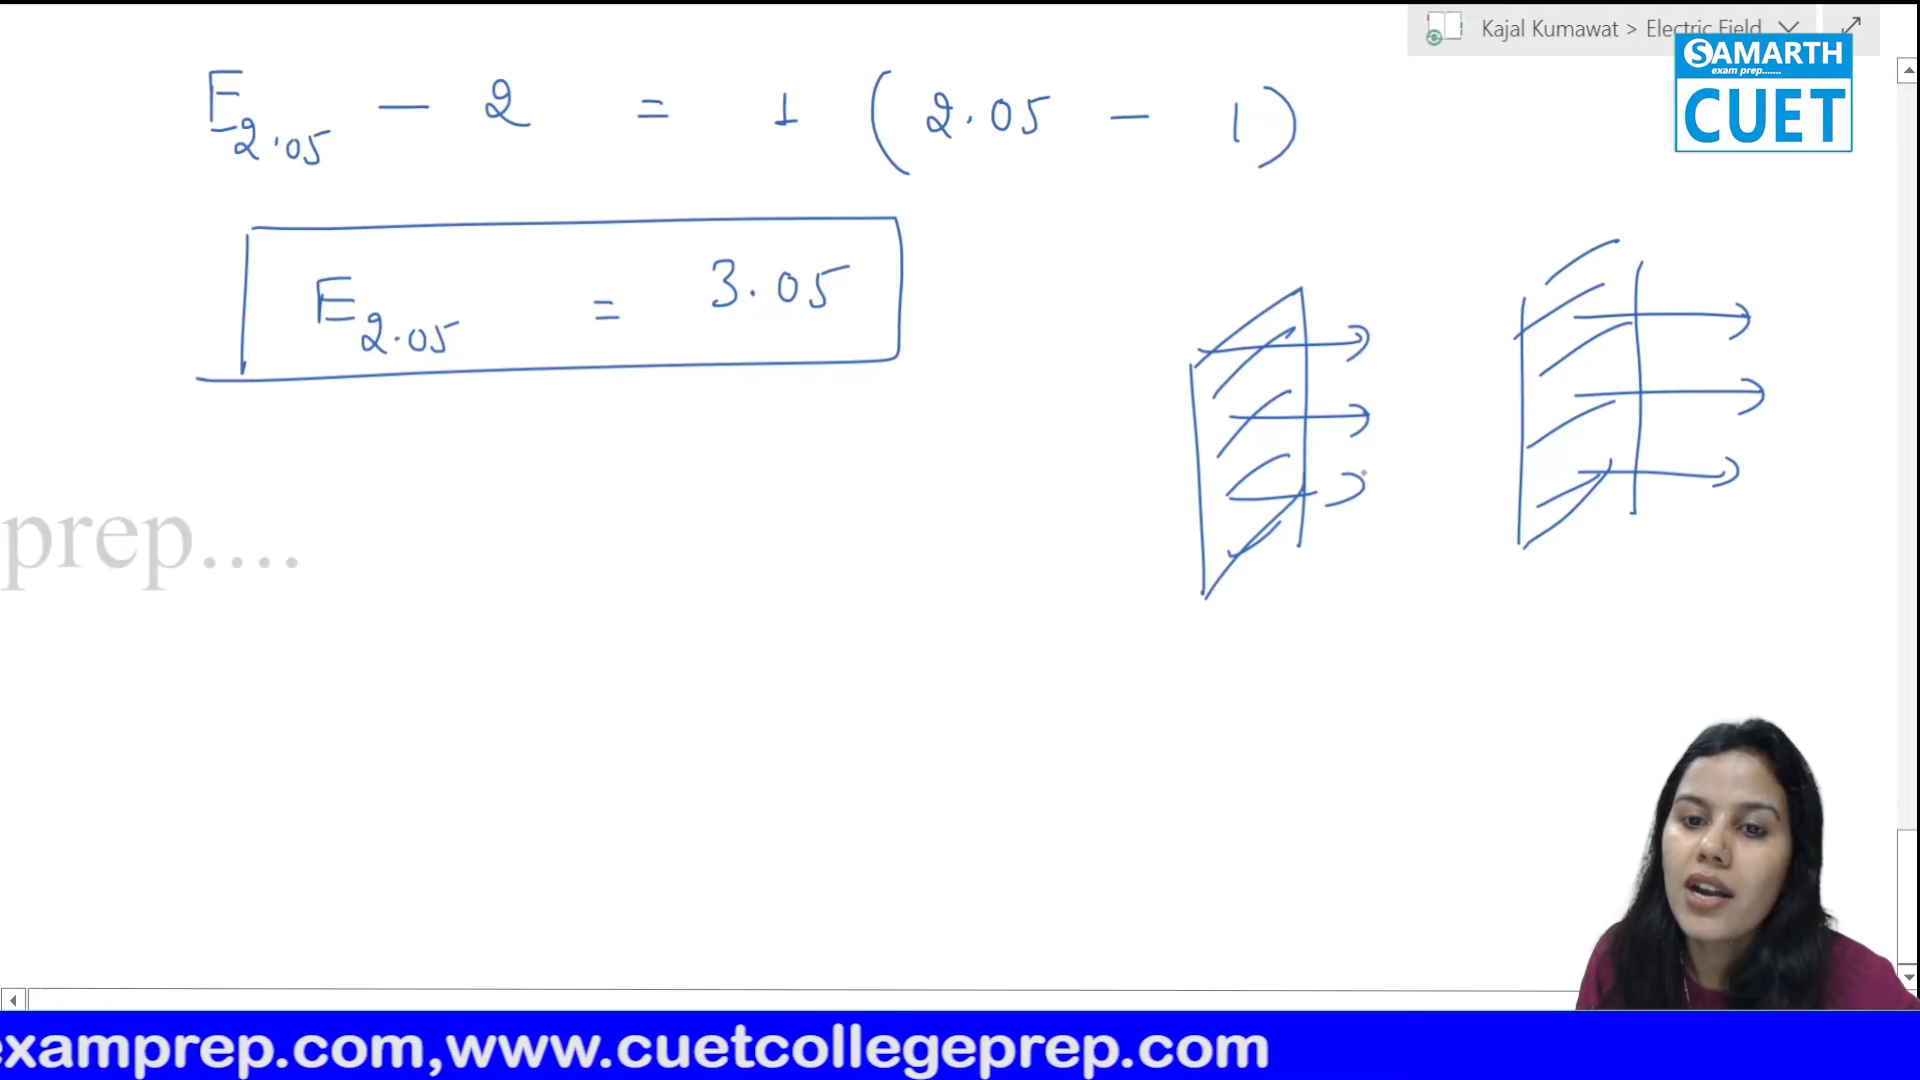 Kajal Kumawat > Electric Field
SAMARTH
exam prep.......
CUET
E2.05 − 2 = 1 (2.05 − 1)
E2.05 = 3.05
prep....
examprep.com,www.cuetcollegeprep.com